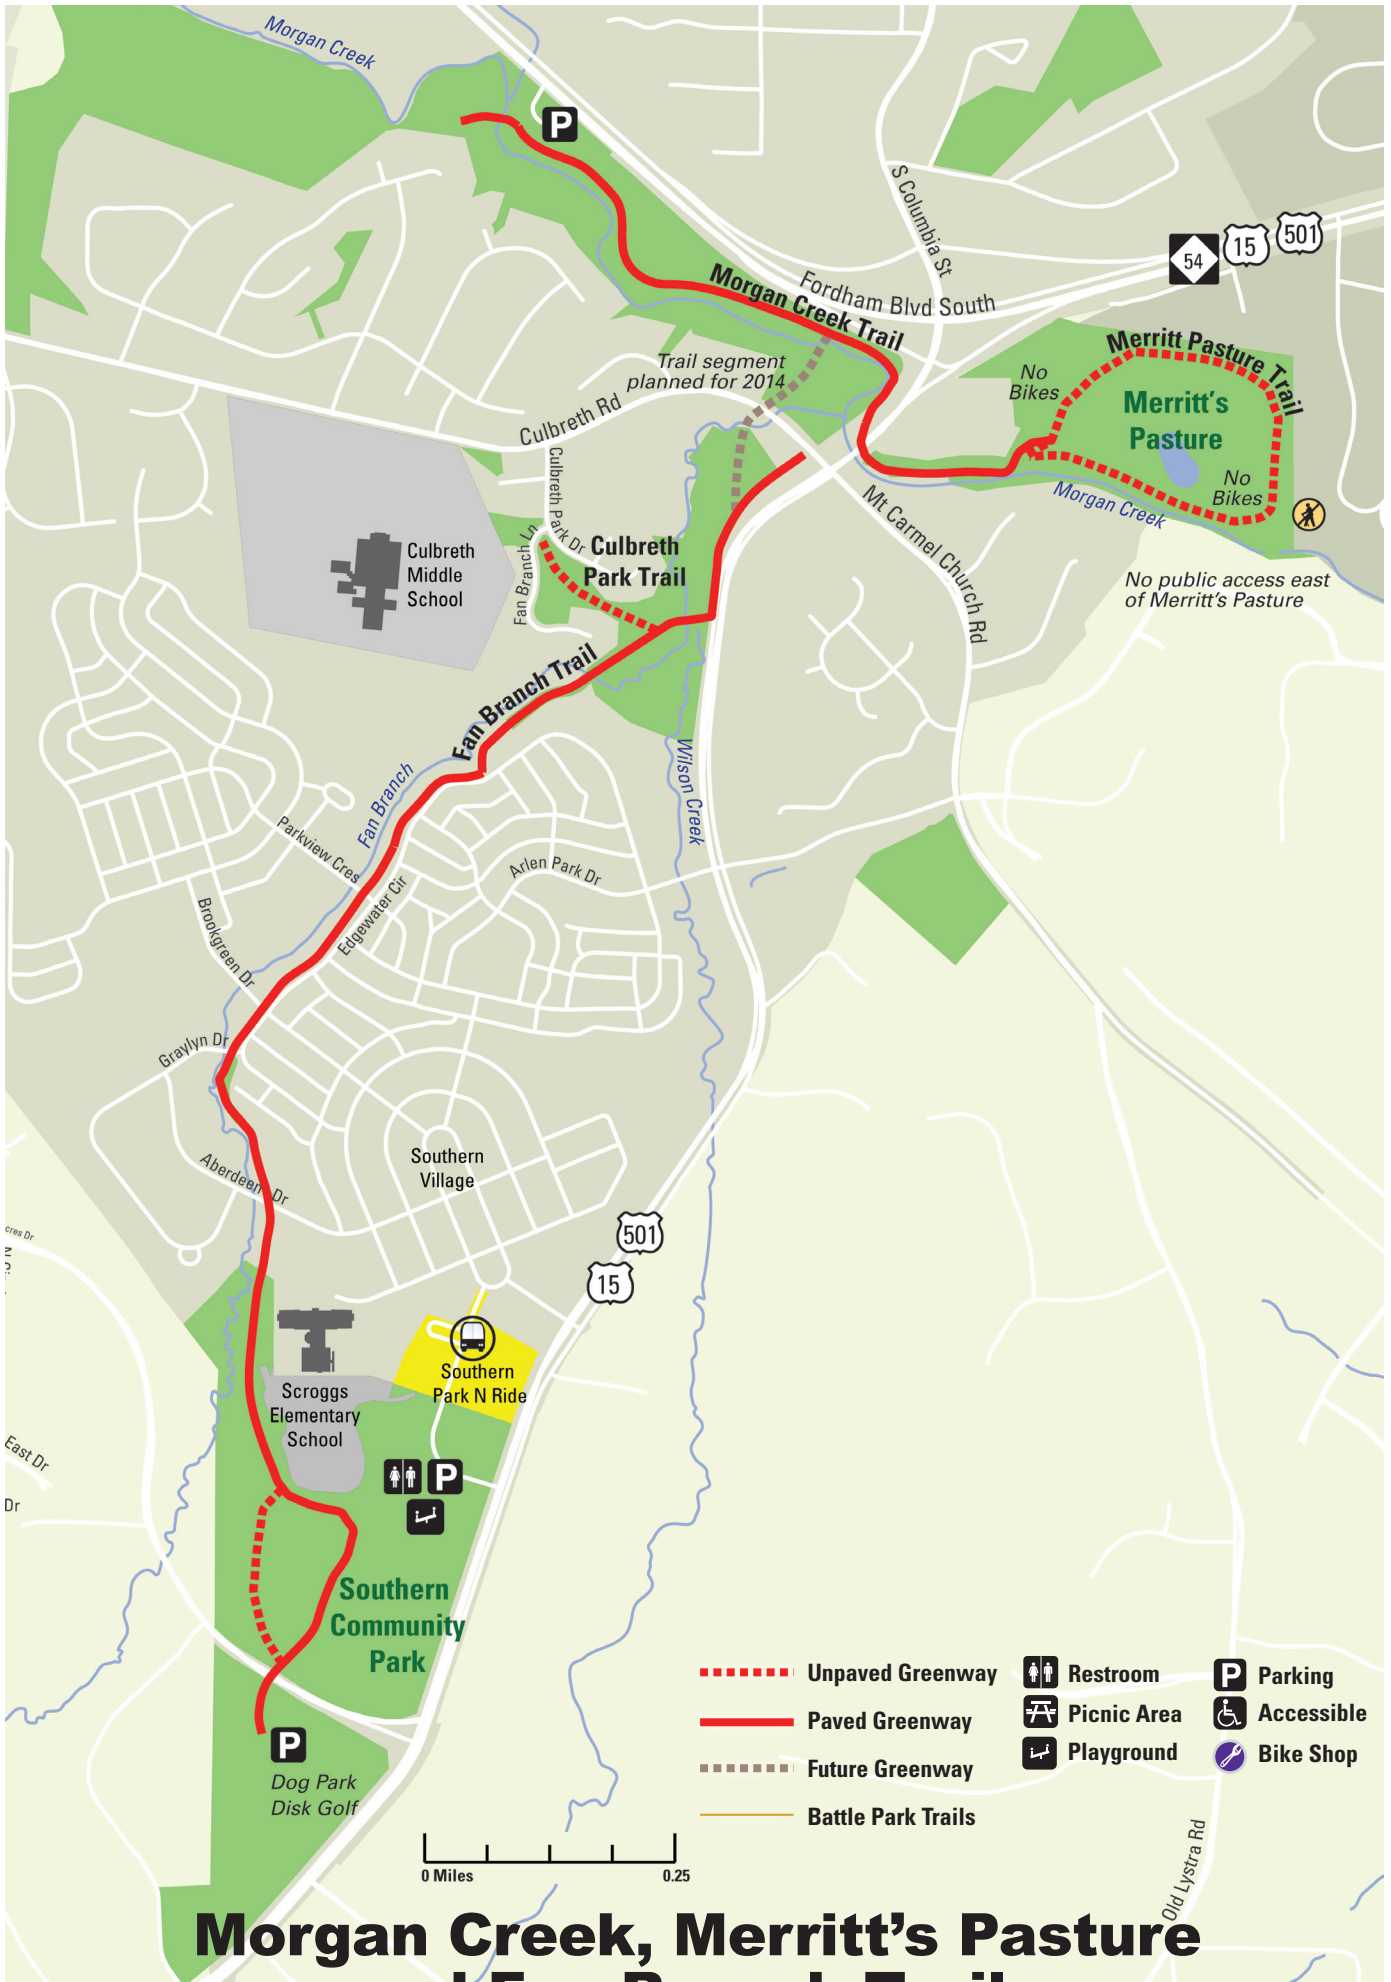 Morgan Creek
P
S Columbia St
54
15
501
Fordham Blvd South
Morgan Creek Trail
Merritt Pasture Trail
Trail segment
planned for 2014
No
Bikes
Merritt's
Pasture
No
Bikes
Culbreth Rd
Culbreth Park Dr
Morgan Creek
Mt Carmel Church Rd
Fan Branch Ln
Culbreth
Park Trail
Culbreth
Middle
School
No public access east
of Merritt's Pasture
Fan Branch Trail
Wilson Creek
Fan Branch
Parkview Cres
Arlen Park Dr
Edgewater Cir
Brookgreen Dr
Graylyn Dr
Aberdeen Dr
Southern
Village
cres Dr
501
15
Southern
Park N Ride
Scroggs
Elementary
School
East Dr
Dr
P
Southern
Community
Park
P
Dog Park
Disk Golf
Unpaved Greenway
Paved Greenway
Future Greenway
Battle Park Trails
Restroom
Picnic Area
Playground
P Parking
Accessible
Bike Shop
0 Miles 0.25
Old Lystra Rd
Morgan Creek, Merritt's Pasture